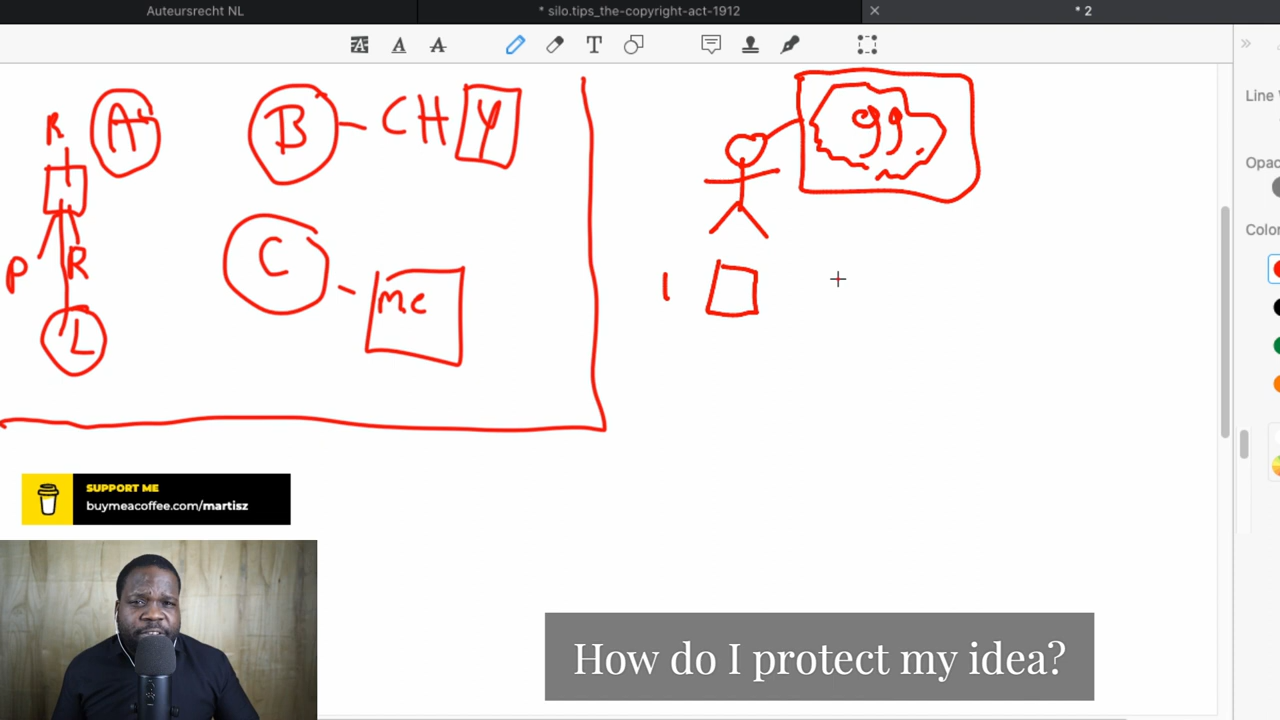 Auteursrecht NL
* silo.tips_the-copyright-act-1912
* 2
Line
Opac
Color
R
A
B
CH Y
99
P
R
C
mc
L
1
SUPPORT ME
buymeacoffee.com/martisz
How do I protect my idea?